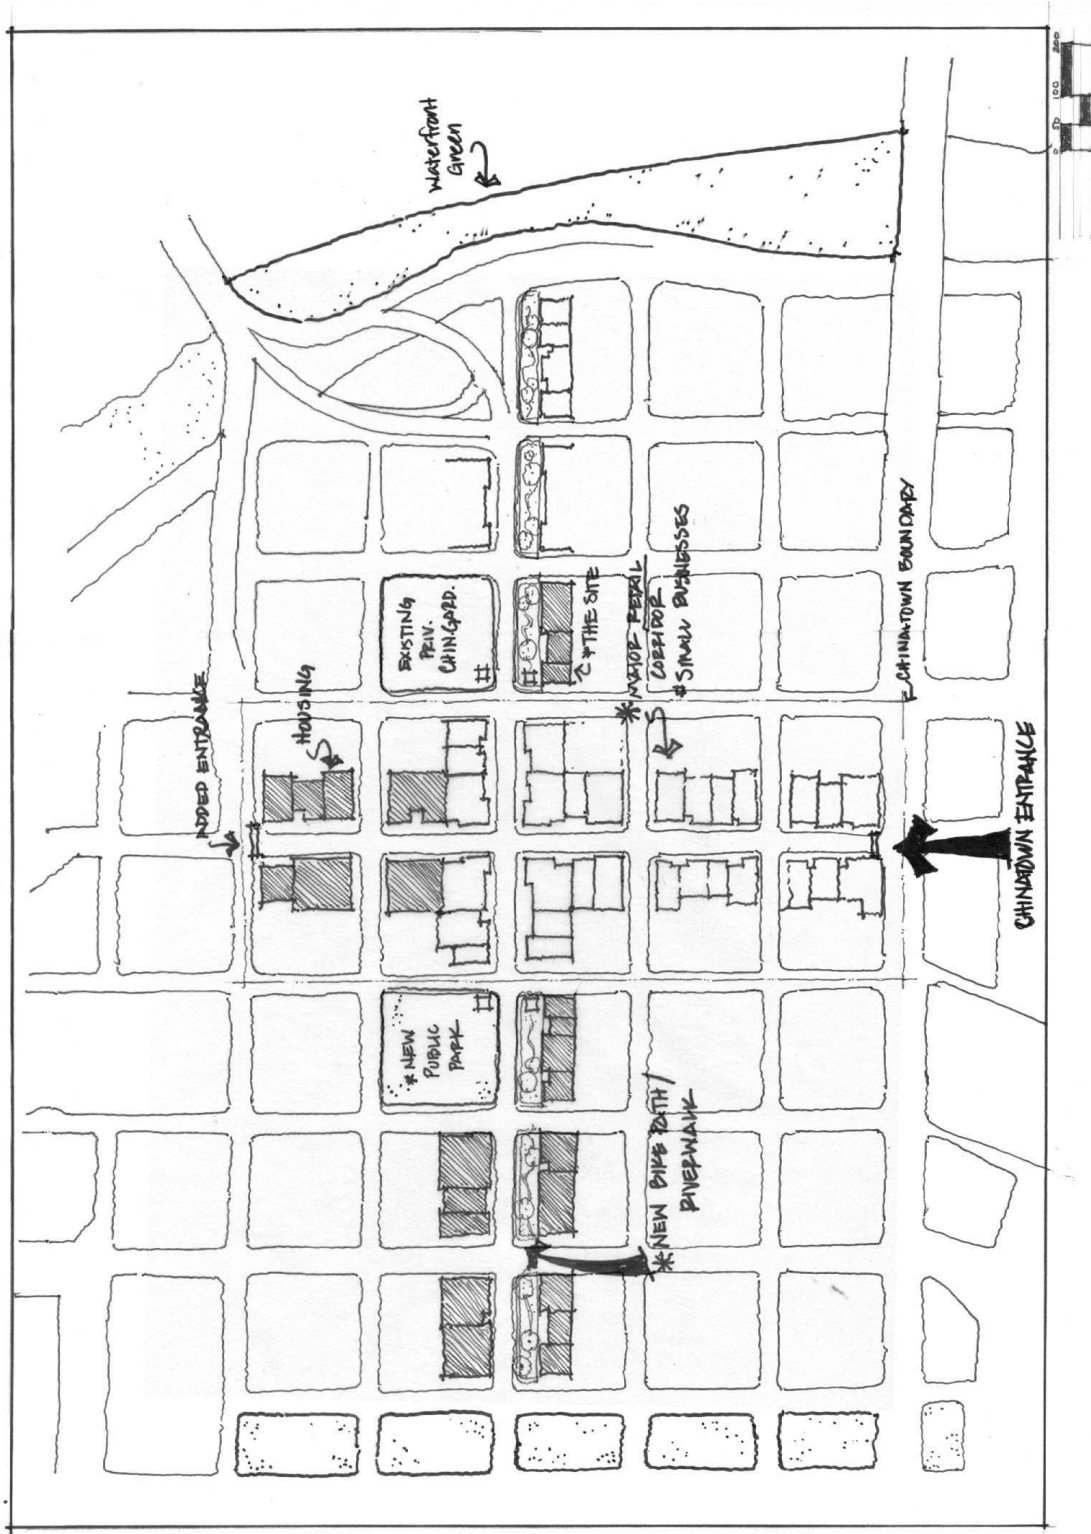 Waterfront
Green
0 50 100 200
ADDED ENTRANCE
HOUSING
EXISTING
PRIV.
CHIN. GARD.
* THE SITE
* MAJOR RETAIL
CORRIDOR
* SMALL BUSINESSES
CHINATOWN BOUNDARY
CHINATOWN ENTRANCE
* NEW
PUBLIC
PARK
* NEW BIKE PATH /
RIVERWALK